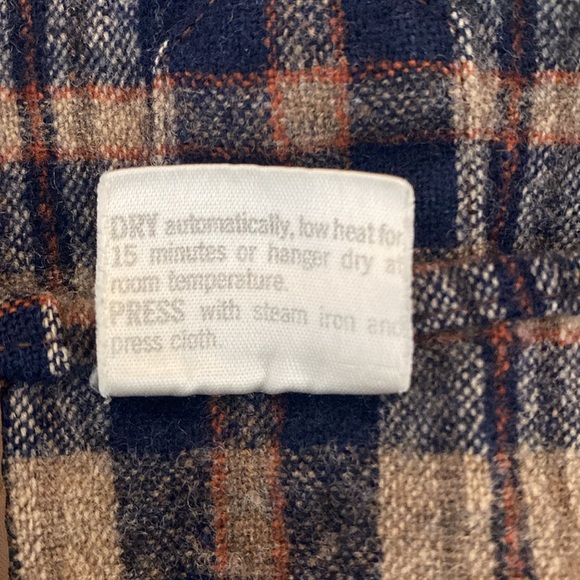 DRY automatically, low heat for
15 minutes or hanger dry at
room temperature.
PRESS with steam iron and
press cloth.